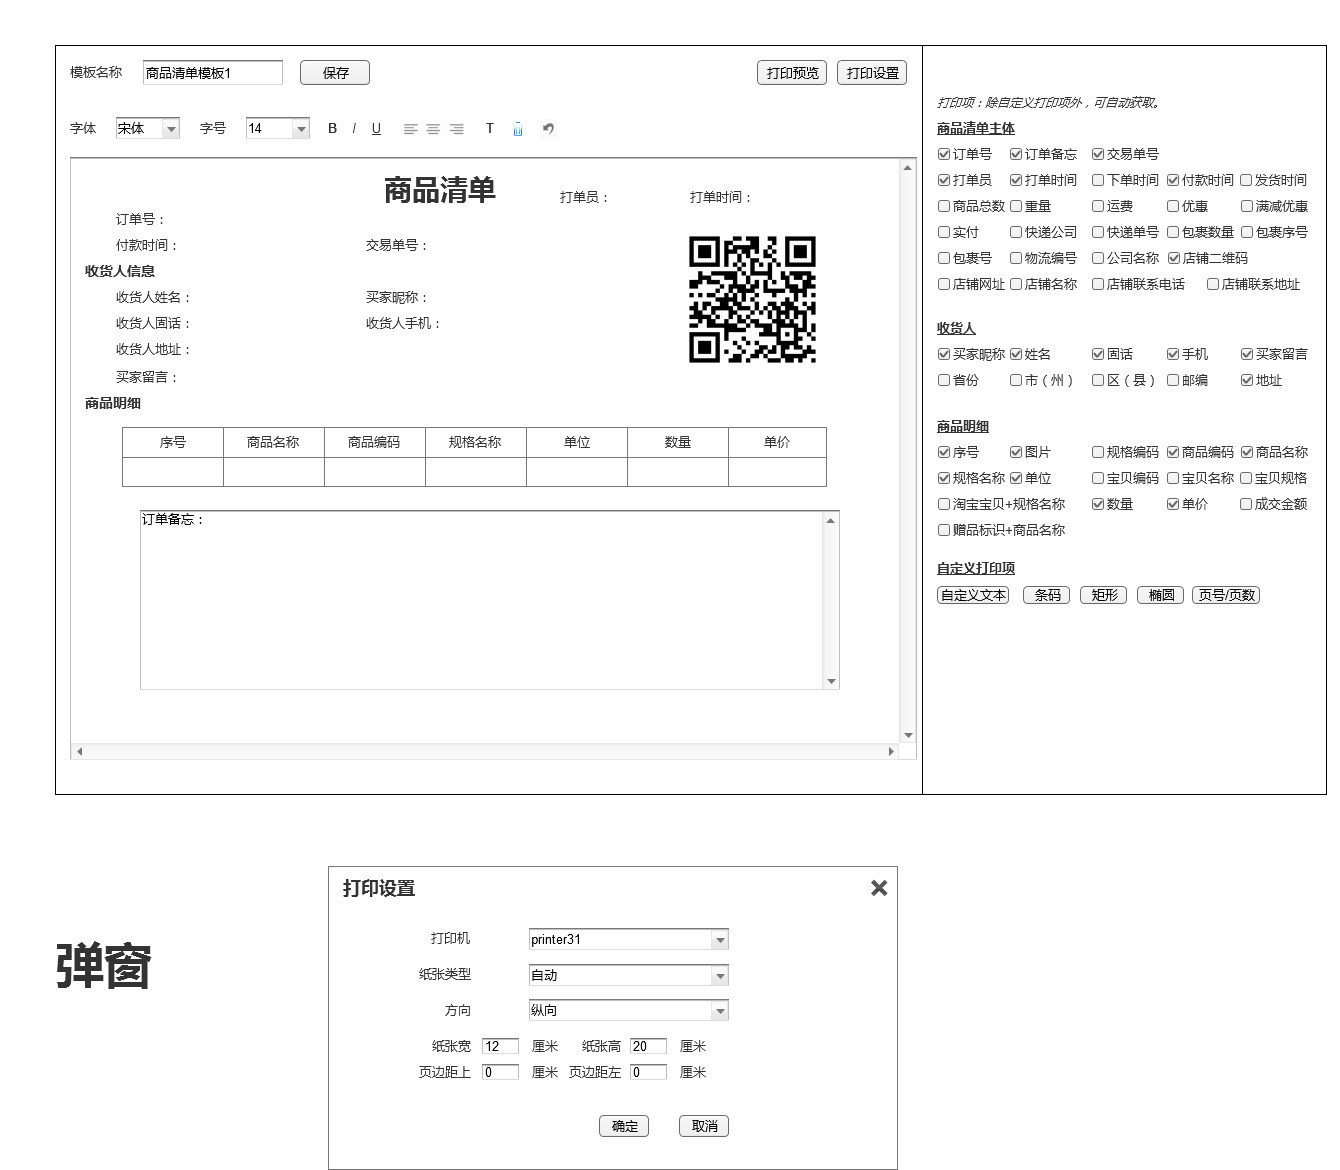 模板名称 商品清单模板1 保存 打印预览 打印设置
字体 宋体 字号 14 B I U T
商品清单 打单员： 打单时间：
订单号：
付款时间： 交易单号：
收货人信息
收货人姓名： 买家昵称：
收货人固话： 收货人手机：
收货人地址：
买家留言：
商品明细
序号 商品名称 商品编码 规格名称 单位 数量 单价
订单备忘：
打印项：除自定义打印项外，可自动获取。
商品清单主体
订单号 订单备忘 交易单号
打单员 打单时间 下单时间 付款时间 发货时间
商品总数 重量 运费 优惠 满减优惠
实付 快递公司 快递单号 包裹数量 包裹序号
包裹号 物流编号 公司名称 店铺二维码
店铺网址 店铺名称 店铺联系电话 店铺联系地址
收货人
买家昵称 姓名 固话 手机 买家留言
省份 市（州） 区（县） 邮编 地址
商品明细
序号 图片 规格编码 商品编码 商品名称
规格名称 单位 宝贝编码 宝贝名称 宝贝规格
淘宝宝贝+规格名称 数量 单价 成交金额
赠品标识+商品名称
自定义打印项
自定义文本 条码 矩形 椭圆 页号/页数
弹窗
打印设置
打印机 printer31
纸张类型 自动
方向 纵向
纸张宽 12 厘米 纸张高 20 厘米
页边距上 0 厘米 页边距左 0 厘米
确定 取消